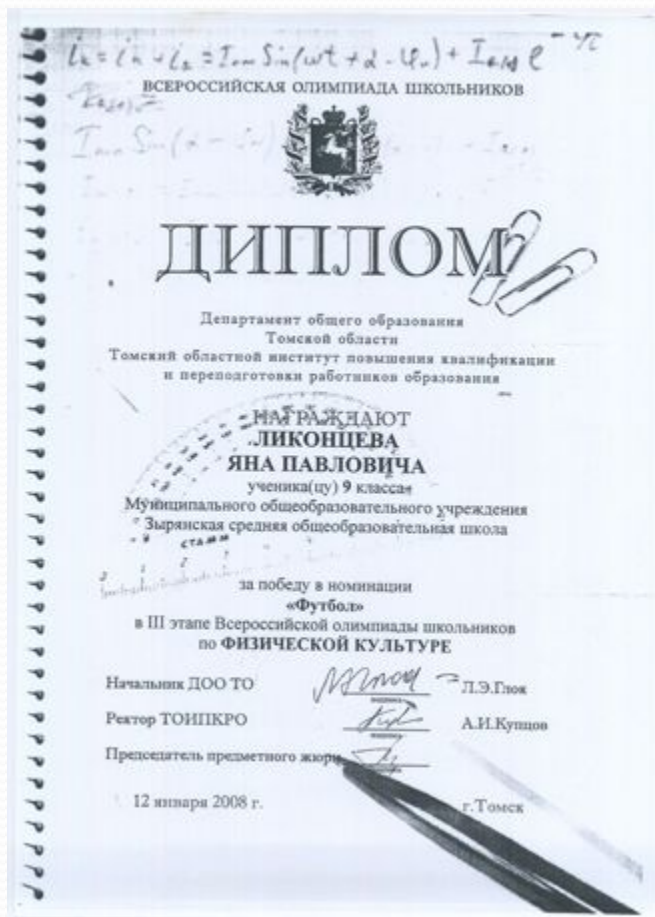 ВСЕРОССИЙСКАЯ ОЛИМПИАДА ШКОЛЬНИКОВ
ДИПЛОМ
Департамент общего образования
Томской области
Томский областной институт повышения квалификации
и переподготовки работников образования
НАГРАЖДАЮТ
ЛИКОНЦЕВА
ЯНА ПАВЛОВИЧА
ученика(цу) 9 класса
Муниципального общеобразовательного учреждения
Зырянская средняя общеобразовательная школа
за победу в номинации
«Футбол»
в III этапе Всероссийской олимпиады школьников
по ФИЗИЧЕСКОЙ КУЛЬТУРЕ
Начальник ДОО ТО Л.Э.Глок
Ректор ТОИПКРО А.И.Купцов
Председатель предметного жюри
12 января 2008 г. г.Томск